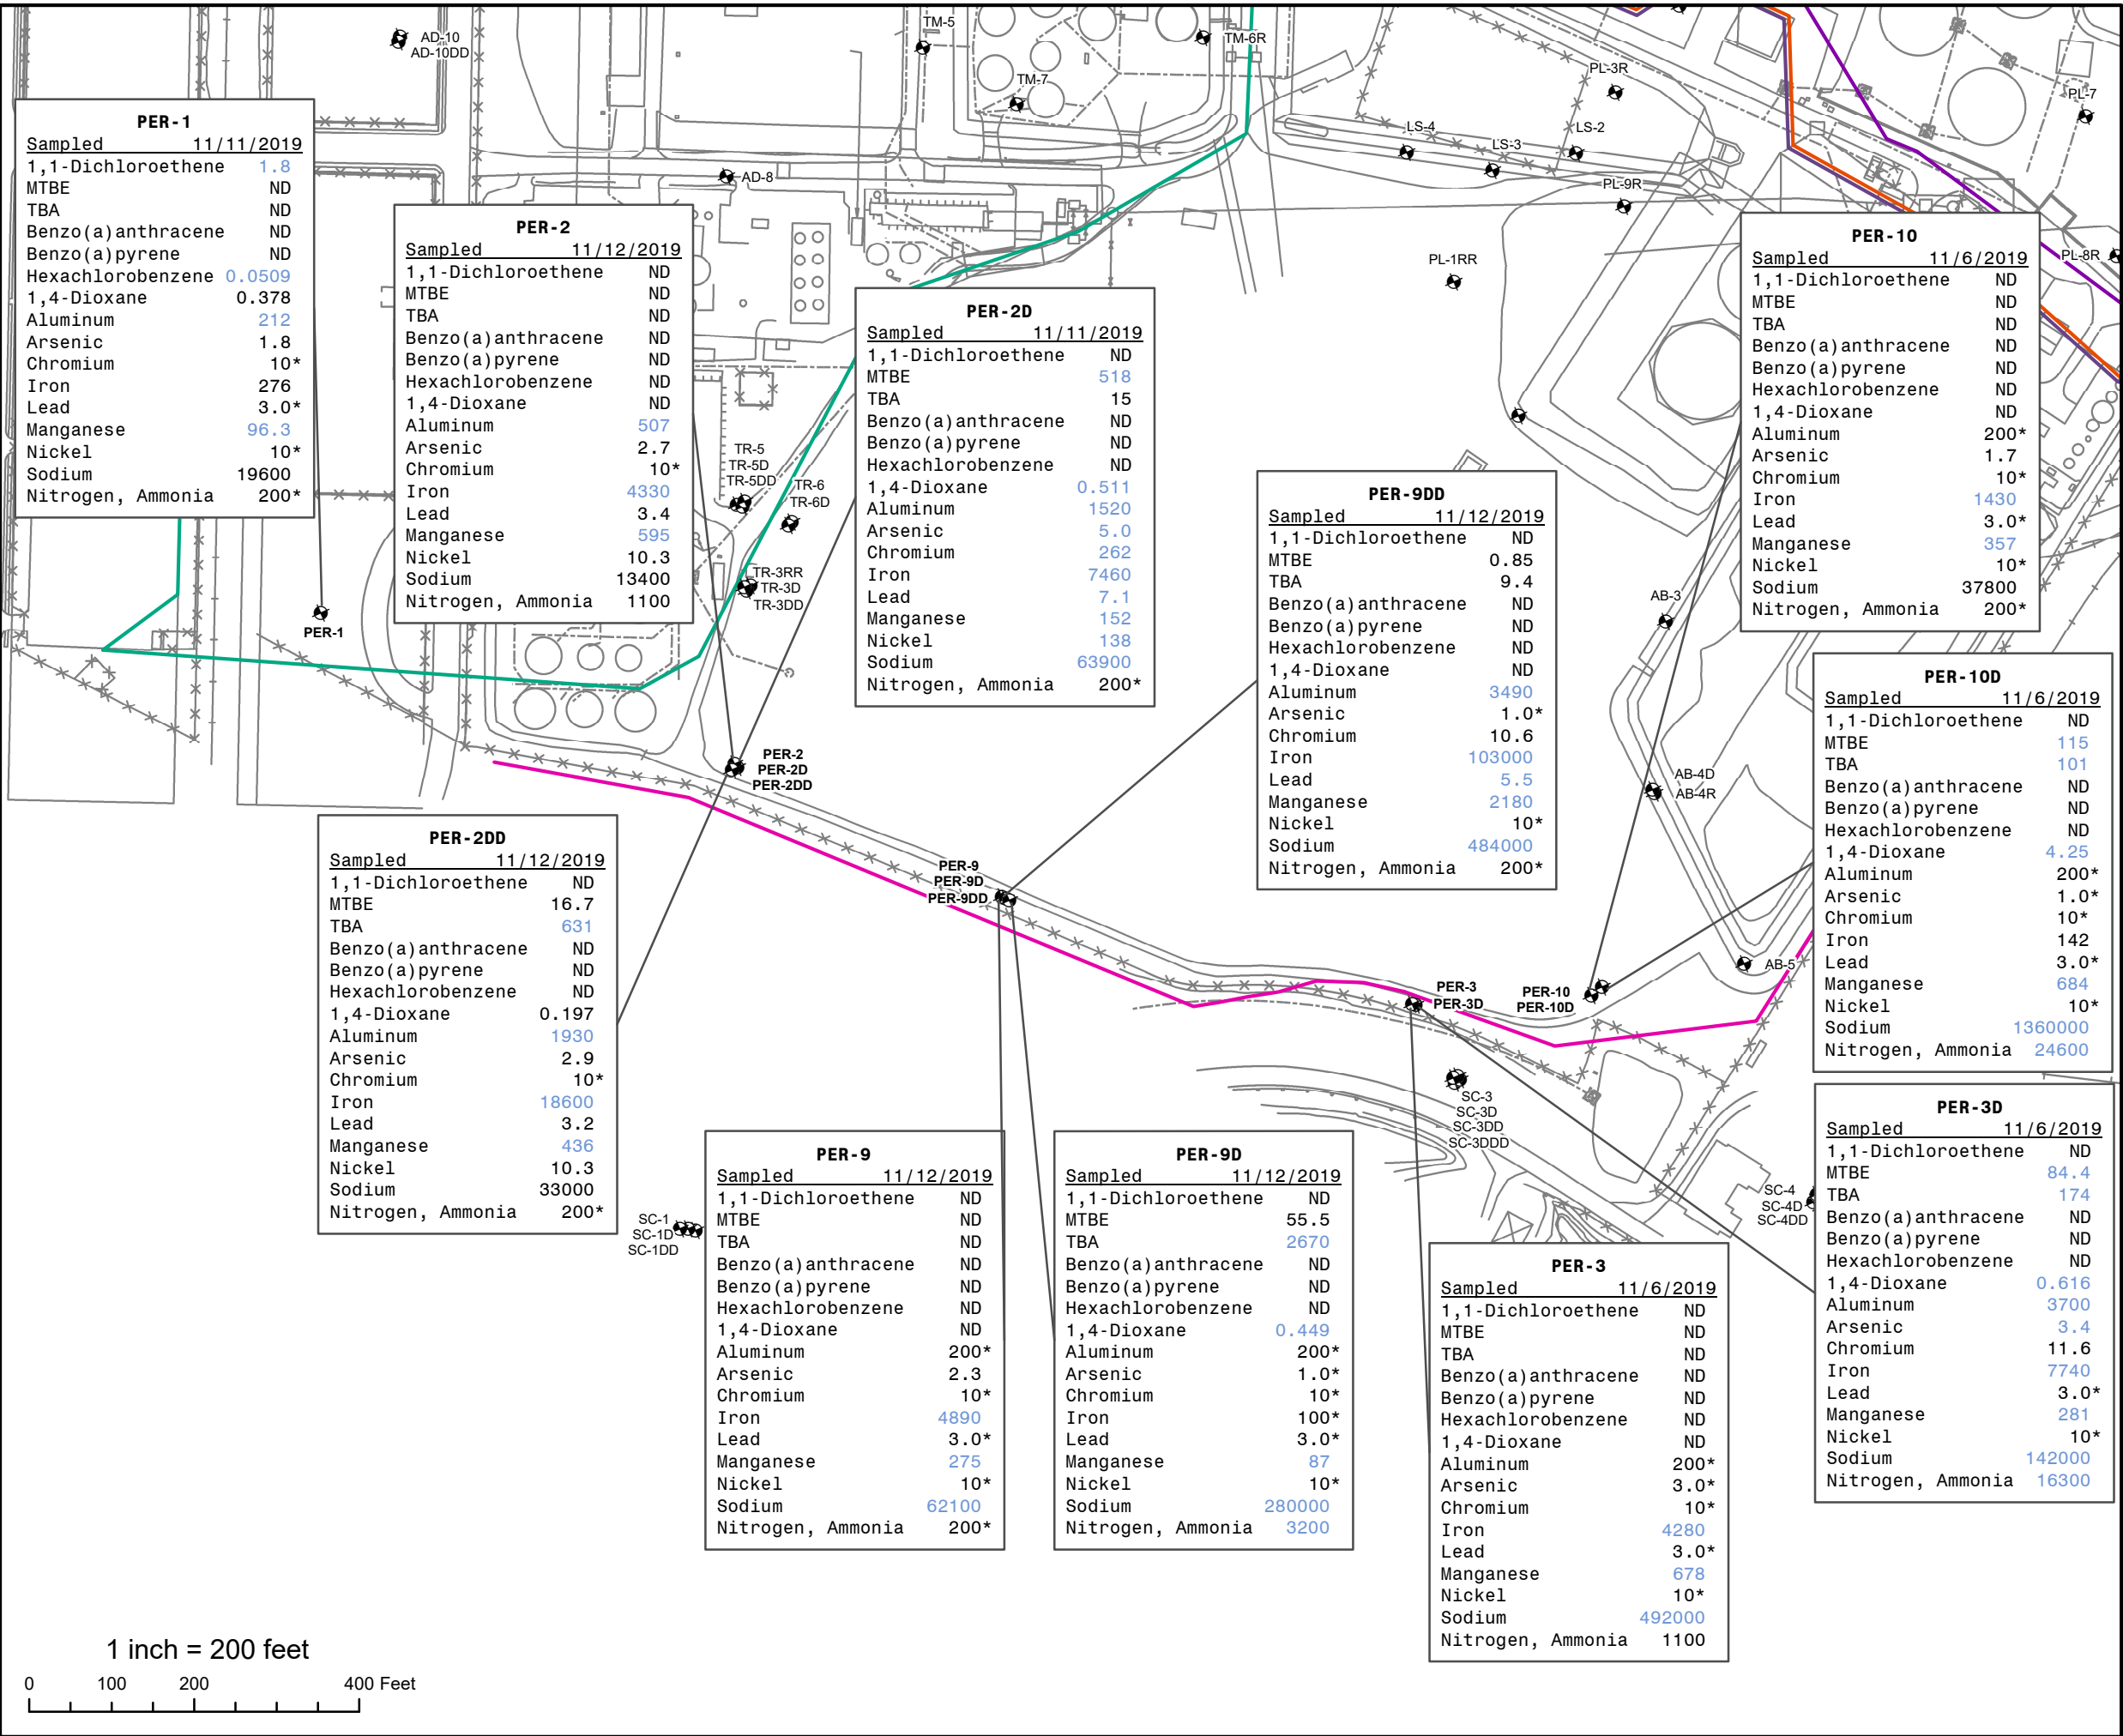 AD-10
AD-10DD
TM-5
TM-6R
TM-7
PL-3R
PL-7
LS-4
LS-3
LS-2
AD-8
PL-9R
PL-1RR
PL-8R
PER-1
Sampled 11/11/2019
1,1-Dichloroethene 1.8
MTBE ND
TBA ND
Benzo(a)anthracene ND
Benzo(a)pyrene ND
Hexachlorobenzene 0.0509
1,4-Dioxane 0.378
Aluminum 212
Arsenic 1.8
Chromium 10*
Iron 276
Lead 3.0*
Manganese 96.3
Nickel 10*
Sodium 19600
Nitrogen, Ammonia 200*
PER-2
Sampled 11/12/2019
1,1-Dichloroethene ND
MTBE ND
TBA ND
Benzo(a)anthracene ND
Benzo(a)pyrene ND
Hexachlorobenzene ND
1,4-Dioxane ND
Aluminum 507
Arsenic 2.7
Chromium 10*
Iron 4330
Lead 3.4
Manganese 595
Nickel 10.3
Sodium 13400
Nitrogen, Ammonia 1100
PER-2D
Sampled 11/11/2019
1,1-Dichloroethene ND
MTBE 518
TBA 15
Benzo(a)anthracene ND
Benzo(a)pyrene ND
Hexachlorobenzene ND
1,4-Dioxane 0.511
Aluminum 1520
Arsenic 5.0
Chromium 262
Iron 7460
Lead 7.1
Manganese 152
Nickel 138
Sodium 63900
Nitrogen, Ammonia 200*
PER-10
Sampled 11/6/2019
1,1-Dichloroethene ND
MTBE ND
TBA ND
Benzo(a)anthracene ND
Benzo(a)pyrene ND
Hexachlorobenzene ND
1,4-Dioxane ND
Aluminum 200*
Arsenic 1.7
Chromium 10*
Iron 1430
Lead 3.0*
Manganese 357
Nickel 10*
Sodium 37800
Nitrogen, Ammonia 200*
PER-9DD
Sampled 11/12/2019
1,1-Dichloroethene ND
MTBE 0.85
TBA 9.4
Benzo(a)anthracene ND
Benzo(a)pyrene ND
Hexachlorobenzene ND
1,4-Dioxane ND
Aluminum 3490
Arsenic 1.0*
Chromium 10.6
Iron 103000
Lead 5.5
Manganese 2180
Nickel 10*
Sodium 484000
Nitrogen, Ammonia 200*
TR-5
TR-5D
TR-5DD
TR-6
TR-6D
TR-3RR
TR-3D
TR-3DD
PER-1
AB-3
AB-4D
AB-4R
AB-5
PER-2
PER-2D
PER-2DD
PER-9
PER-9D
PER-9DD
PER-3
PER-3D
PER-10
PER-10D
PER-10D
Sampled 11/6/2019
1,1-Dichloroethene ND
MTBE 115
TBA 101
Benzo(a)anthracene ND
Benzo(a)pyrene ND
Hexachlorobenzene ND
1,4-Dioxane 4.25
Aluminum 200*
Arsenic 1.0*
Chromium 10*
Iron 142
Lead 3.0*
Manganese 684
Nickel 10*
Sodium 1360000
Nitrogen, Ammonia 24600
PER-2DD
Sampled 11/12/2019
1,1-Dichloroethene ND
MTBE 16.7
TBA 631
Benzo(a)anthracene ND
Benzo(a)pyrene ND
Hexachlorobenzene ND
1,4-Dioxane 0.197
Aluminum 1930
Arsenic 2.9
Chromium 10*
Iron 18600
Lead 3.2
Manganese 436
Nickel 10.3
Sodium 33000
Nitrogen, Ammonia 200*
SC-3
SC-3D
SC-3DD
SC-3DDD
SC-4
SC-4D
SC-4DD
SC-1
SC-1D
SC-1DD
PER-9
Sampled 11/12/2019
1,1-Dichloroethene ND
MTBE ND
TBA ND
Benzo(a)anthracene ND
Benzo(a)pyrene ND
Hexachlorobenzene ND
1,4-Dioxane ND
Aluminum 200*
Arsenic 2.3
Chromium 10*
Iron 4890
Lead 3.0*
Manganese 275
Nickel 10*
Sodium 62100
Nitrogen, Ammonia 200*
PER-9D
Sampled 11/12/2019
1,1-Dichloroethene ND
MTBE 55.5
TBA 2670
Benzo(a)anthracene ND
Benzo(a)pyrene ND
Hexachlorobenzene ND
1,4-Dioxane 0.449
Aluminum 200*
Arsenic 1.0*
Chromium 10*
Iron 100*
Lead 3.0*
Manganese 87
Nickel 10*
Sodium 280000
Nitrogen, Ammonia 3200
PER-3
Sampled 11/6/2019
1,1-Dichloroethene ND
MTBE ND
TBA ND
Benzo(a)anthracene ND
Benzo(a)pyrene ND
Hexachlorobenzene ND
1,4-Dioxane ND
Aluminum 200*
Arsenic 3.0*
Chromium 10*
Iron 4280
Lead 3.0*
Manganese 678
Nickel 10*
Sodium 492000
Nitrogen, Ammonia 1100
PER-3D
Sampled 11/6/2019
1,1-Dichloroethene ND
MTBE 84.4
TBA 174
Benzo(a)anthracene ND
Benzo(a)pyrene ND
Hexachlorobenzene ND
1,4-Dioxane 0.616
Aluminum 3700
Arsenic 3.4
Chromium 11.6
Iron 7740
Lead 3.0*
Manganese 281
Nickel 10*
Sodium 142000
Nitrogen, Ammonia 16300
1 inch = 200 feet
0 100 200 400 Feet